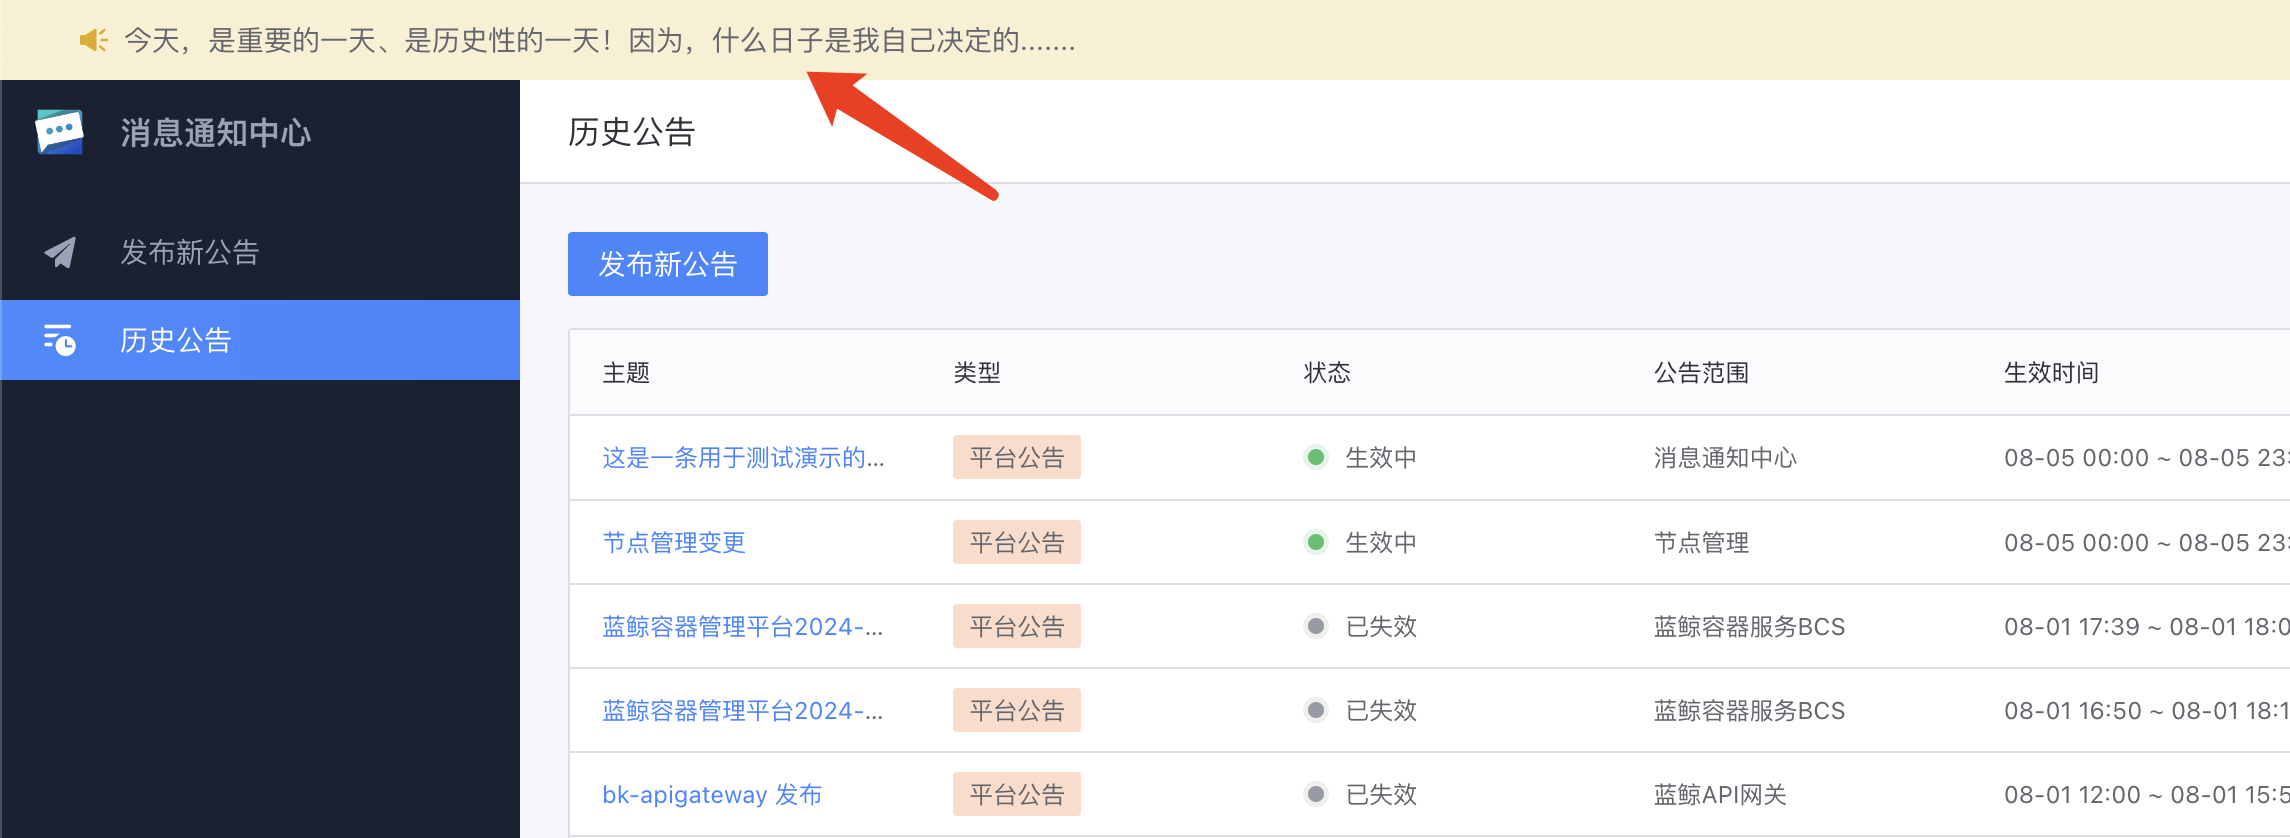 今天，是重要的一天、是历史性的一天！因为，什么日子是我自己决定的.......
消息通知中心
发布新公告
历史公告
历史公告
发布新公告
主题 类型 状态 公告范围 生效时间
这是一条用于测试演示的... 平台公告 生效中 消息通知中心 08-05 00:00 ~ 08-05 23:
节点管理变更 平台公告 生效中 节点管理 08-05 00:00 ~ 08-05 23:
蓝鲸容器管理平台2024-... 平台公告 已失效 蓝鲸容器服务BCS 08-01 17:39 ~ 08-01 18:0
蓝鲸容器管理平台2024-... 平台公告 已失效 蓝鲸容器服务BCS 08-01 16:50 ~ 08-01 18:1
bk-apigateway 发布 平台公告 已失效 蓝鲸API网关 08-01 12:00 ~ 08-01 15:5